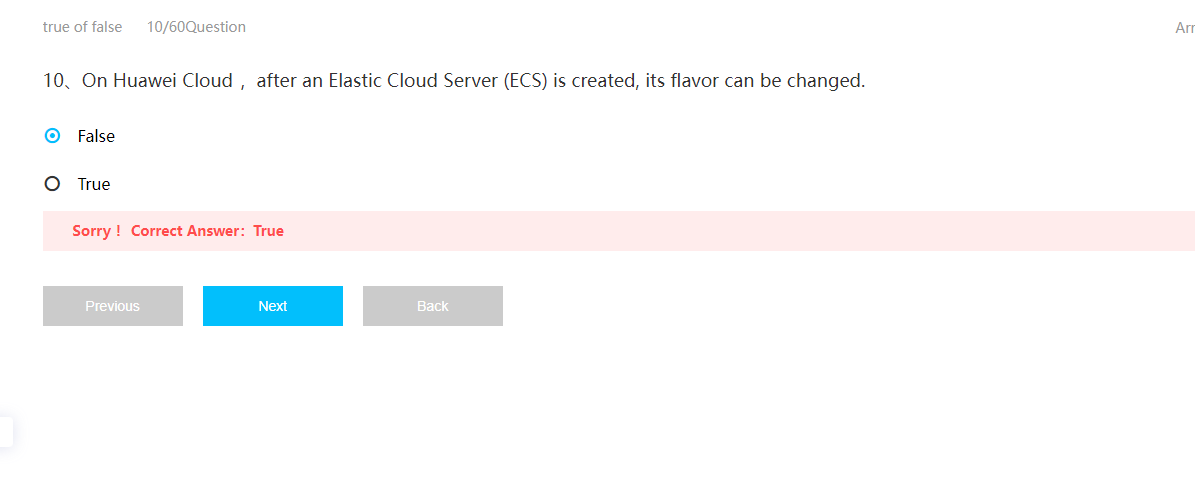 true of false 10/60Question Arr
10、On Huawei Cloud ，after an Elastic Cloud Server (ECS) is created, its flavor can be changed.
False
True
Sorry！ Correct Answer：True
Previous Next Back